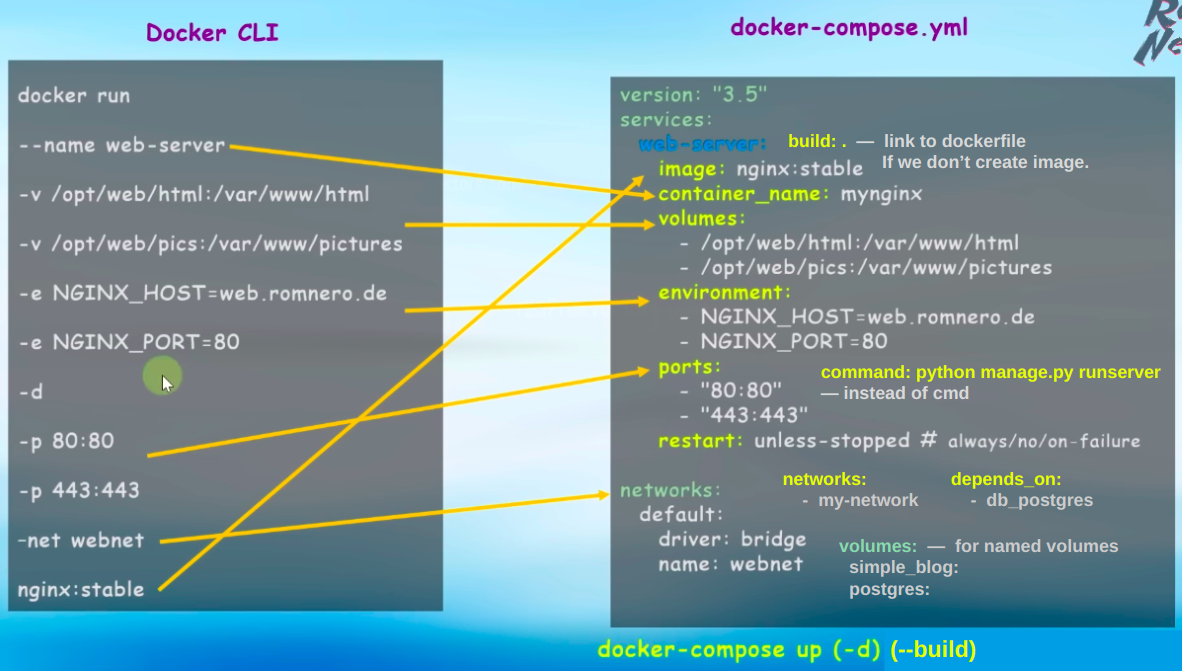 Docker CLI
docker run
--name web-server
-v /opt/web/html:/var/www/html
-v /opt/web/pics:/var/www/pictures
-e NGINX_HOST=web.romnero.de
-e NGINX_PORT=80
-d
-p 80:80
-p 443:443
-net webnet
nginx:stable
docker-compose.yml
version: "3.5"
services:
web-server:
build: . — link to dockerfile
If we don’t create image.
image: nginx:stable
container_name: mynginx
volumes:
- /opt/web/html:/var/www/html
- /opt/web/pics:/var/www/pictures
environment:
- NGINX_HOST=web.romnero.de
- NGINX_PORT=80
ports:
- "80:80"
- "443:443"
command: python manage.py runserver
— instead of cmd
restart: unless-stopped # always/no/on-failure
networks:
- my-network
depends_on:
- db_postgres
networks:
default:
driver: bridge
name: webnet
volumes: — for named volumes
simple_blog:
postgres:
docker-compose up (-d) (--build)